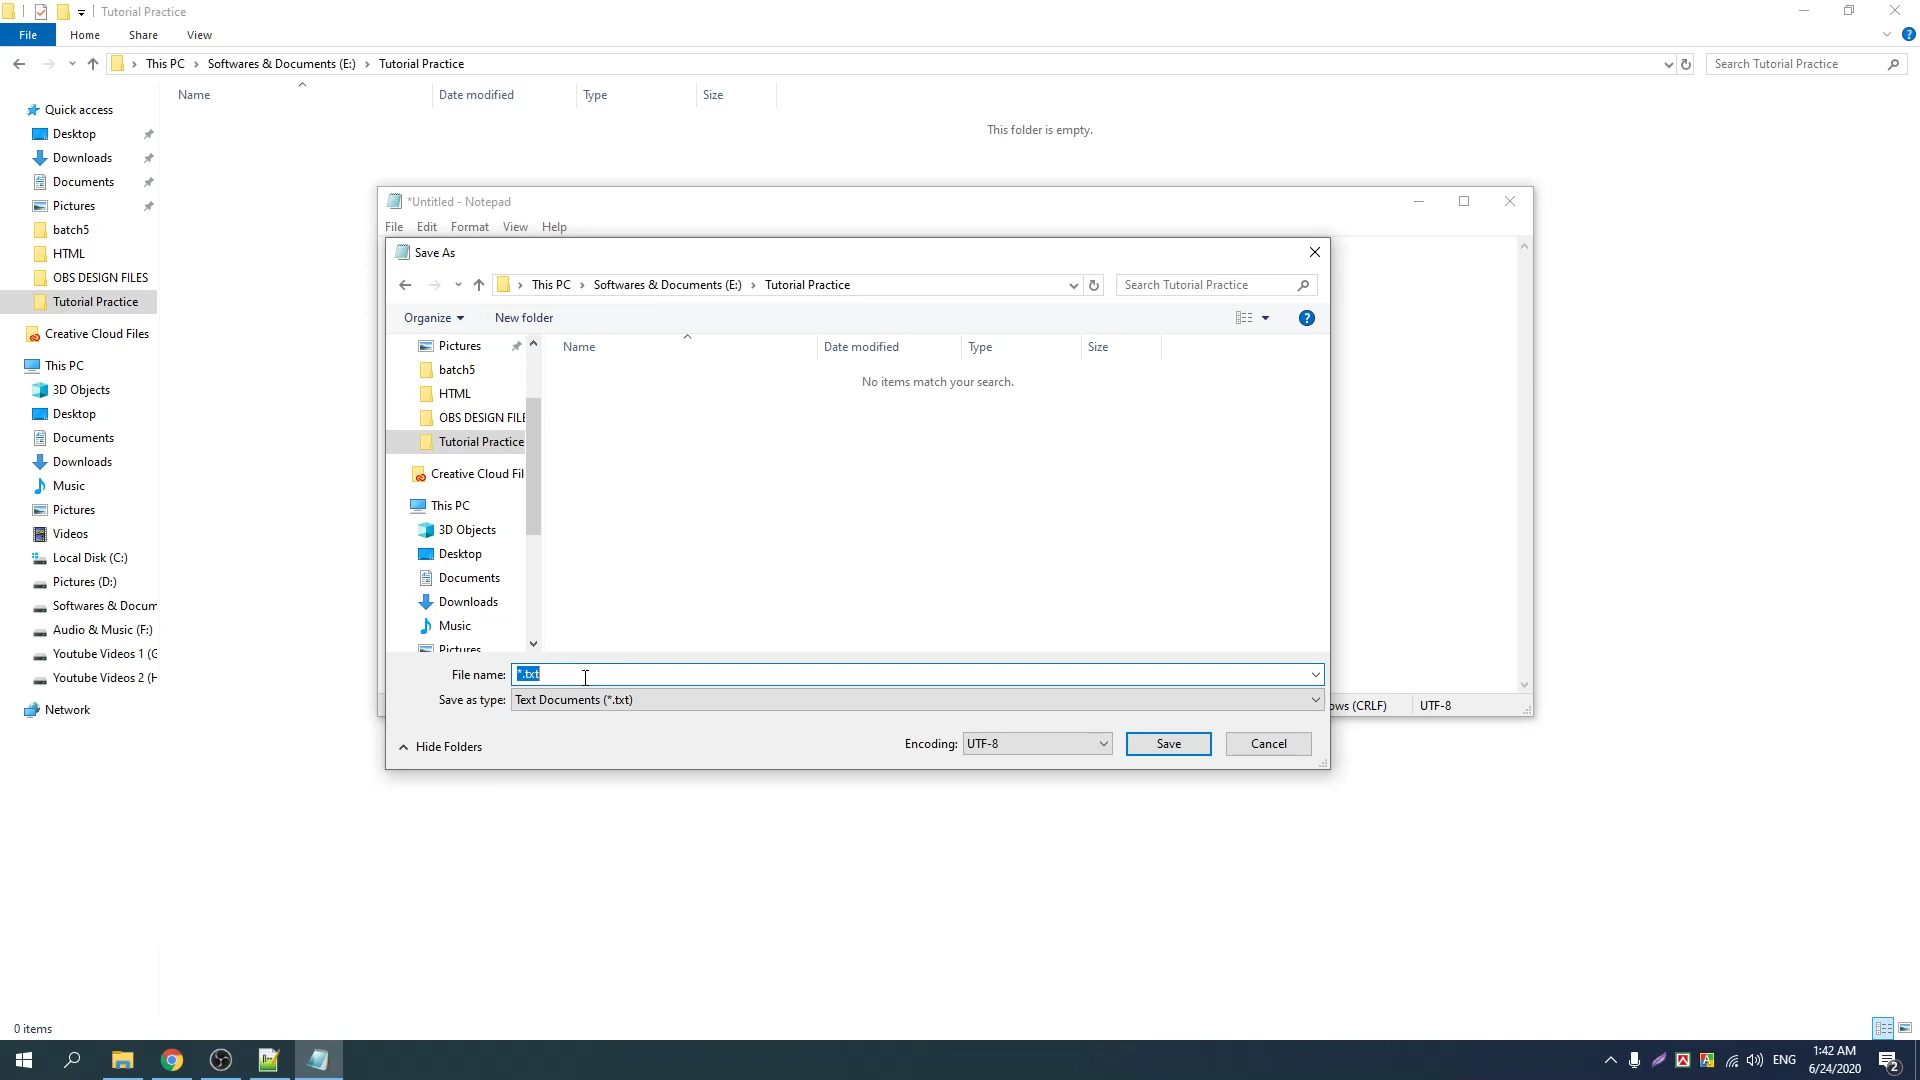 Tutorial Practice
File Home Share View
This PC Softwares & Documents (E:) Tutorial Practice
Search Tutorial Practice
Name Date modified Type Size
This folder is empty.
Quick access
Desktop
Downloads
Documents
Pictures
batch5
HTML
OBS DESIGN FILES
Tutorial Practice
Creative Cloud Files
This PC
3D Objects
Desktop
Documents
Downloads
Music
Pictures
Videos
Local Disk (C:)
Pictures (D:)
Softwares & Docum
Audio & Music (F:)
Youtube Videos 1 (G
Youtube Videos 2 (H
Network
*Untitled - Notepad
File Edit Format View Help
Save As
This PC Softwares & Documents (E:) Tutorial Practice
Search Tutorial Practice
Organize New folder
Name Date modified Type Size
No items match your search.
Pictures
batch5
HTML
OBS DESIGN FILE
Tutorial Practice
Creative Cloud Fil
This PC
3D Objects
Desktop
Documents
Downloads
Music
Pictures
File name: *.txt
Save as type: Text Documents (*.txt)
Hide Folders
Encoding: UTF-8
Save
Cancel
ows (CRLF) UTF-8
0 items
ENG
1:42 AM
6/24/2020
2